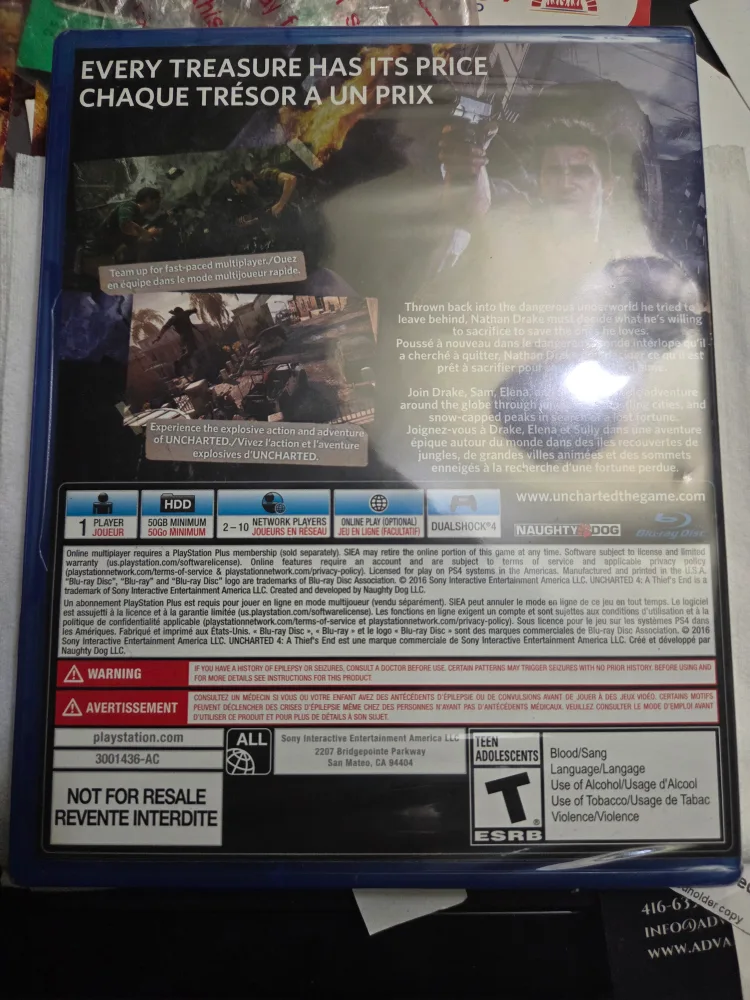 EVERY TREASURE HAS ITS PRICE
CHAQUE TRÉSOR A UN PRIX
Team up for fast-paced multiplayer./Ouez
en équipe dans le mode multijoueur rapide.
Thrown back into the dangerous underworld he tried to
leave behind, Nathan Drake must decide what he's willing
to sacrifice to save the ones he loves.
Poussé à nouveau dans le dangereux monde interlope qu'il
a cherché à quitter, Nathan Drake doit décider ce qu'il est
prêt à sacrifier pour
Join Drake, Sam, Elena, adventure
around the globe through cities, and
snow-capped peaks in search of a lost fortune.
Joignez-vous à Drake, Elena et Sully dans une aventure
épique autour du monde dans des îles recouvertes de
jungles, de grandes villes animées et des sommets
enneigés à la recherche d'une fortune perdue.
Experience the explosive action and adventure
of UNCHARTED./Vivez l'action et l'aventure
explosives d'UNCHARTED.
www.unchartedthegame.com
1 PLAYER
JOUEUR
HDD
50GB MINIMUM
50Go MINIMUM
2-10 NETWORK PLAYERS
JOUEURS EN RÉSEAU
ONLINE PLAY (OPTIONAL)
JEU EN LIGNE (FACULTATIF)
DUALSHOCK®4
NAUGHTY DOG
Blu-ray Disc
Online multiplayer requires a PlayStation Plus membership (sold separately). SIEA may retire the online portion of this game at any time. Software subject to license and limited
warranty (us.playstation.com/softwarelicense). Online features require an account and are subject to terms of service and applicable privacy policy
(playstationnetwork.com/terms-of-service & playstationnetwork.com/privacy-policy). Licensed for play on PS4 systems in the Americas. Manufactured and printed in the U.S.A.
"Blu-ray Disc", "Blu-ray" and "Blu-ray Disc" logo are trademarks of Blu-ray Disc Association. © 2016 Sony Interactive Entertainment America LLC. UNCHARTED 4: A Thief's End is a
trademark of Sony Interactive Entertainment America LLC. Created and developed by Naughty Dog LLC.
Un abonnement PlayStation Plus est requis pour jouer en ligne en mode multijoueur (vendu séparément). SIEA peut annuler le mode en ligne de ce jeu en tout temps. Le logiciel
est assujetti à la licence et à la garantie limitée (us.playstation.com/softwarelicense). Les fonctions en ligne exigent un compte et sont sujettes aux conditions d'utilisation et à la
politique de confidentialité applicable (playstationnetwork.com/terms-of-service et playstationnetwork.com/privacy-policy). Sous licence pour le jeu sur les systèmes PS4 dans
les Amériques. Fabriqué et imprimé aux États-Unis. « Blu-ray Disc », « Blu-ray » et le logo « Blu-ray Disc » sont des marques commerciales de Blu-ray Disc Association. © 2016
Sony Interactive Entertainment America LLC. UNCHARTED 4: A Thief's End est une marque commerciale de Sony Interactive Entertainment America LLC. Créé et développé par
Naughty Dog LLC.
WARNING
IF YOU HAVE A HISTORY OF EPILEPSY OR SEIZURES, CONSULT A DOCTOR BEFORE USE. CERTAIN PATTERNS MAY TRIGGER SEIZURES WITH NO PRIOR HISTORY. BEFORE USING AND
FOR MORE DETAILS SEE INSTRUCTIONS FOR THIS PRODUCT.
AVERTISSEMENT
CONSULTEZ UN MÉDECIN SI VOUS OU VOTRE ENFANT AVEZ DES ANTÉCÉDENTS D'ÉPILEPSIE OU DE CONVULSIONS AVANT DE JOUER À DES JEUX VIDÉO. CERTAINS MOTIFS
PEUVENT DÉCLENCHER DES CRISES D'ÉPILEPSIE MÊME CHEZ DES PERSONNES N'AYANT PAS D'ANTÉCÉDENTS MÉDICAUX. VEUILLEZ CONSULTER LE MODE D'EMPLOI AVANT
D'UTILISER CE PRODUIT ET POUR PLUS DE DÉTAILS À SON SUJET.
playstation.com
3001436-AC
NOT FOR RESALE
REVENTE INTERDITE
ALL
Sony Interactive Entertainment America LLC
2207 Bridgepointe Parkway
San Mateo, CA 94404
TEEN
ADOLESCENTS
T
ESRB
Blood/Sang
Language/Langage
Use of Alcohol/Usage d'Alcool
Use of Tobacco/Usage de Tabac
Violence/Violence
copy
416-63
INFO@ADV
WWW.ADVA